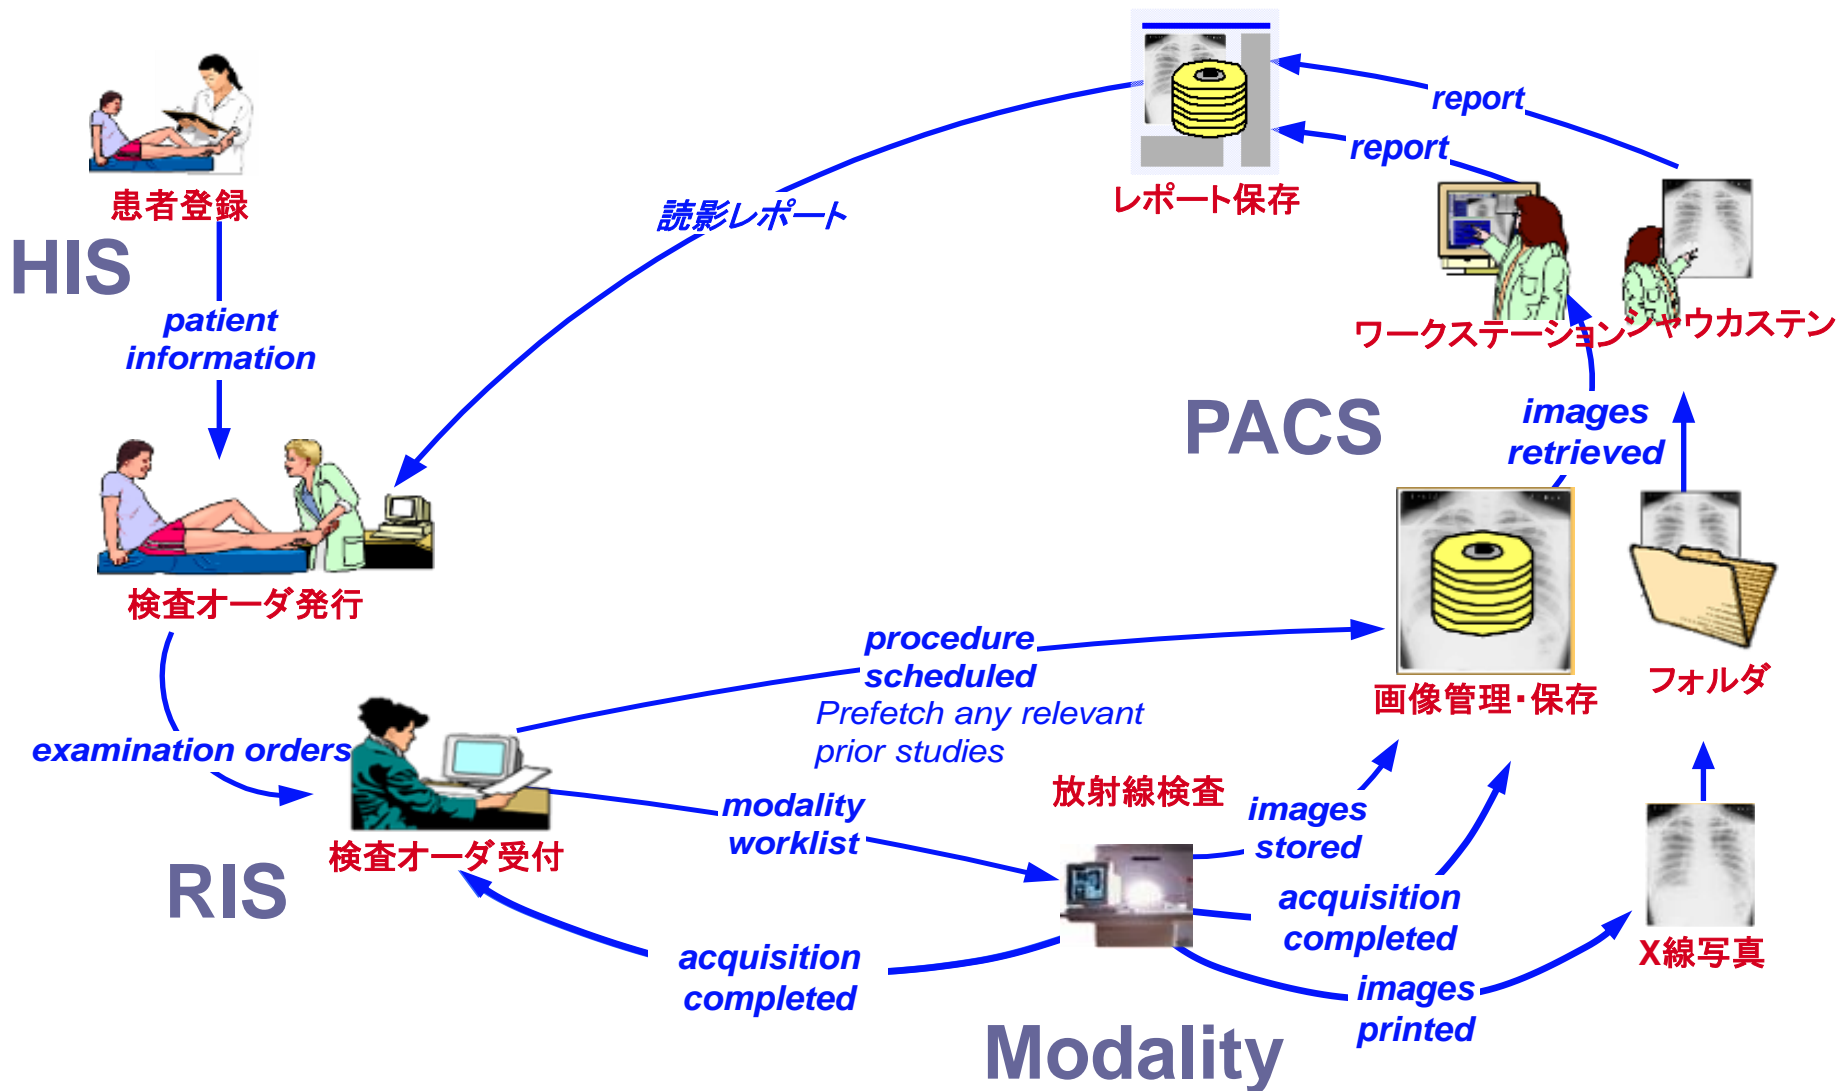 患者登録
HIS
patient
information
検査オーダ発行
examination orders
検査オーダ受付
RIS
読影レポート
レポート保存
report
report
ワークステーション
シャウカステン
PACS
images
retrieved
procedure
scheduled
Prefetch any relevant
prior studies
画像管理・保存
フォルダ
modality
worklist
放射線検査
images
stored
acquisition
completed
acquisition
completed
images
printed
X線写真
Modality